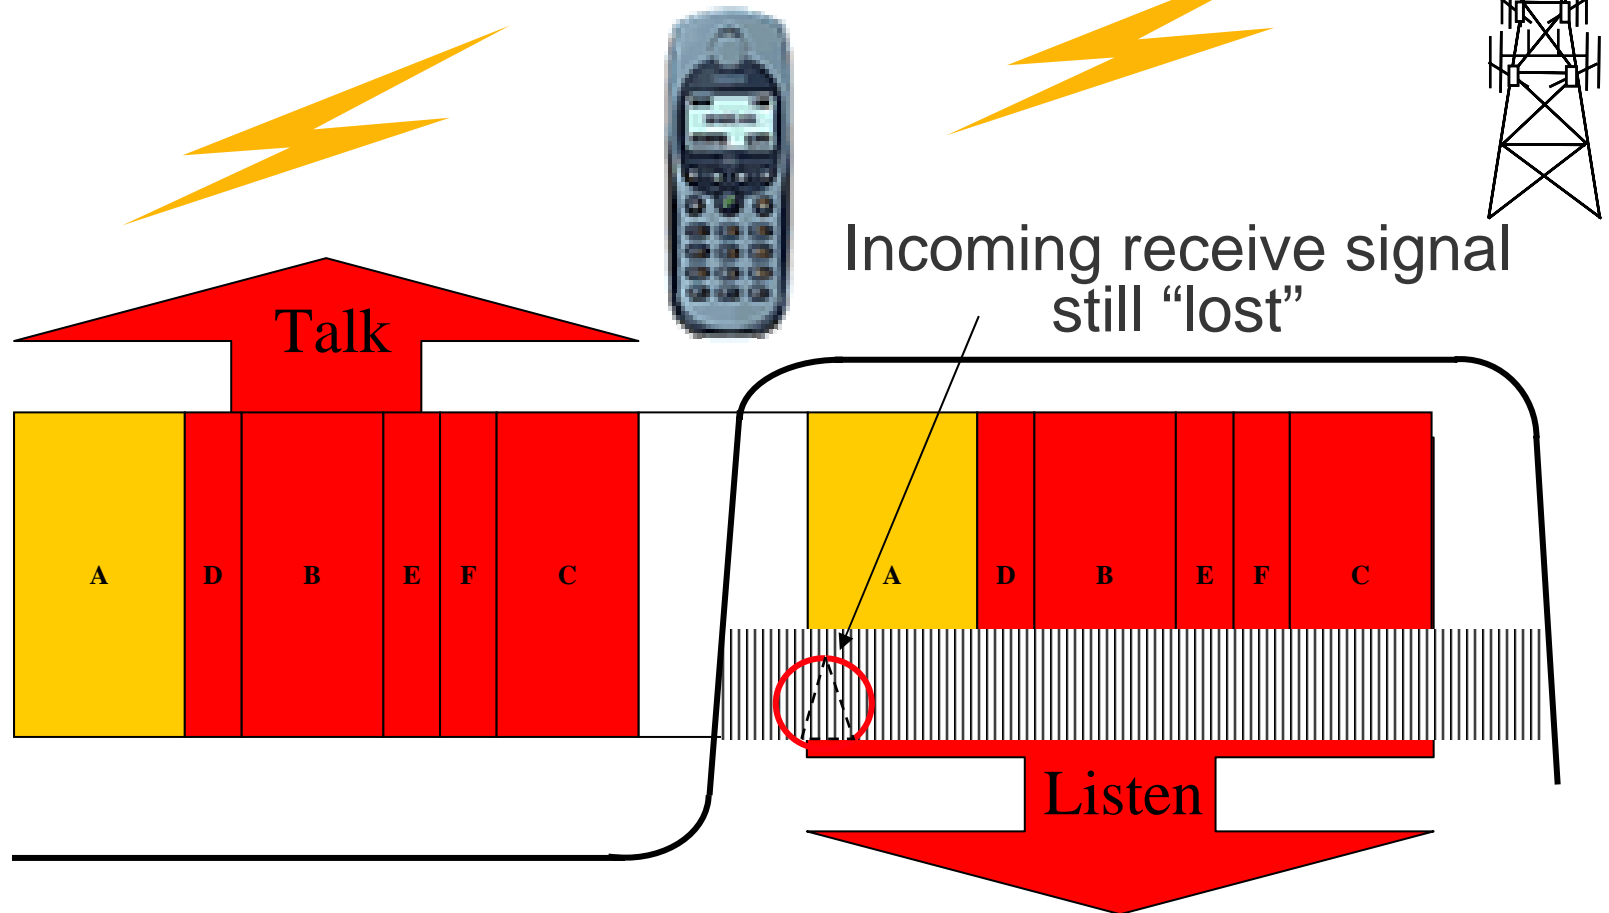 Incoming receive signal
still “lost”
Talk
A D B E F C
A D B E F C
Listen